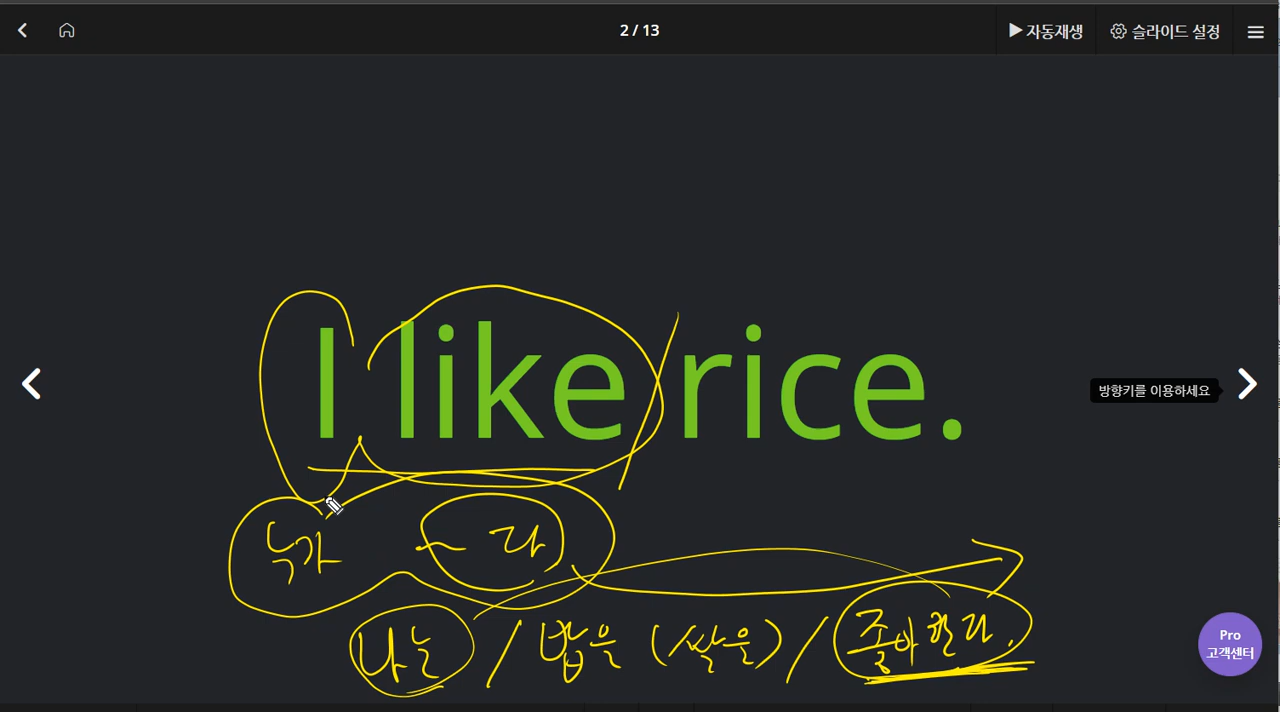 2 / 13
▶ 자동재생
슬라이드 설정
I like rice.
방향키를 이용하세요
누가 ~ 다
나는 / 밥을 (쌀을) / 좋아한다.
Pro
고객센터